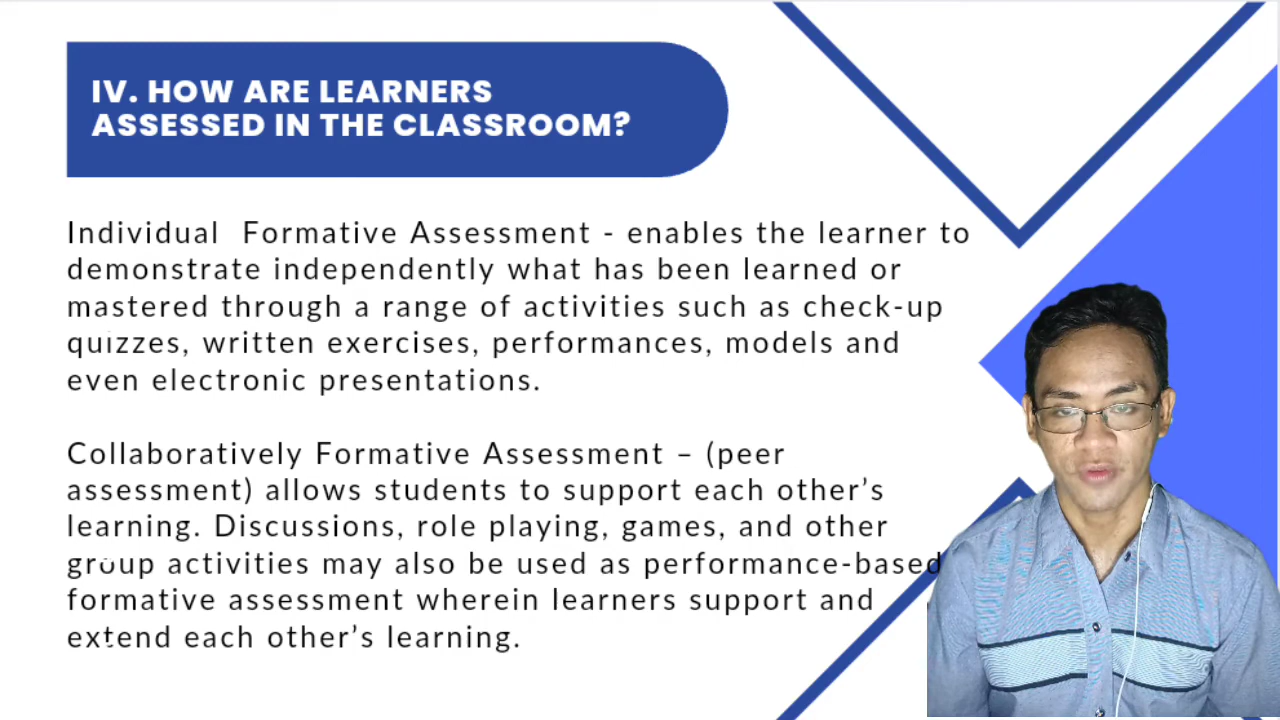 IV. HOW ARE LEARNERS
ASSESSED IN THE CLASSROOM?
Individual Formative Assessment - enables the learner to
demonstrate independently what has been learned or
mastered through a range of activities such as check-up
quizzes, written exercises, performances, models and
even electronic presentations.
Collaboratively Formative Assessment – (peer
assessment) allows students to support each other’s
learning. Discussions, role playing, games, and other
group activities may also be used as performance-based
formative assessment wherein learners support and
extend each other’s learning.